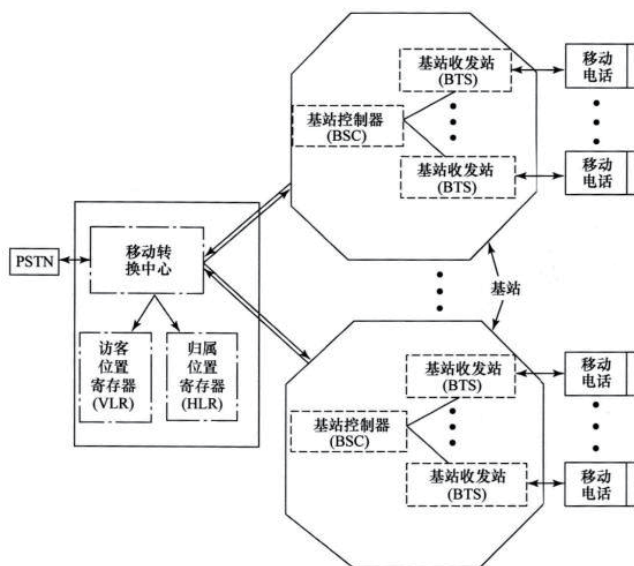 基站收发站
(BTS)
移动
电话
基站控制器
(BSC)
基站收发站
(BTS)
移动
电话
PSTN
移动转
换中心
访客
位置
寄存器
(VLR)
归属
位置
寄存器
(HLR)
基站
基站收发站
(BTS)
移动
电话
基站控制器
(BSC)
基站收发站
(BTS)
移动
电话